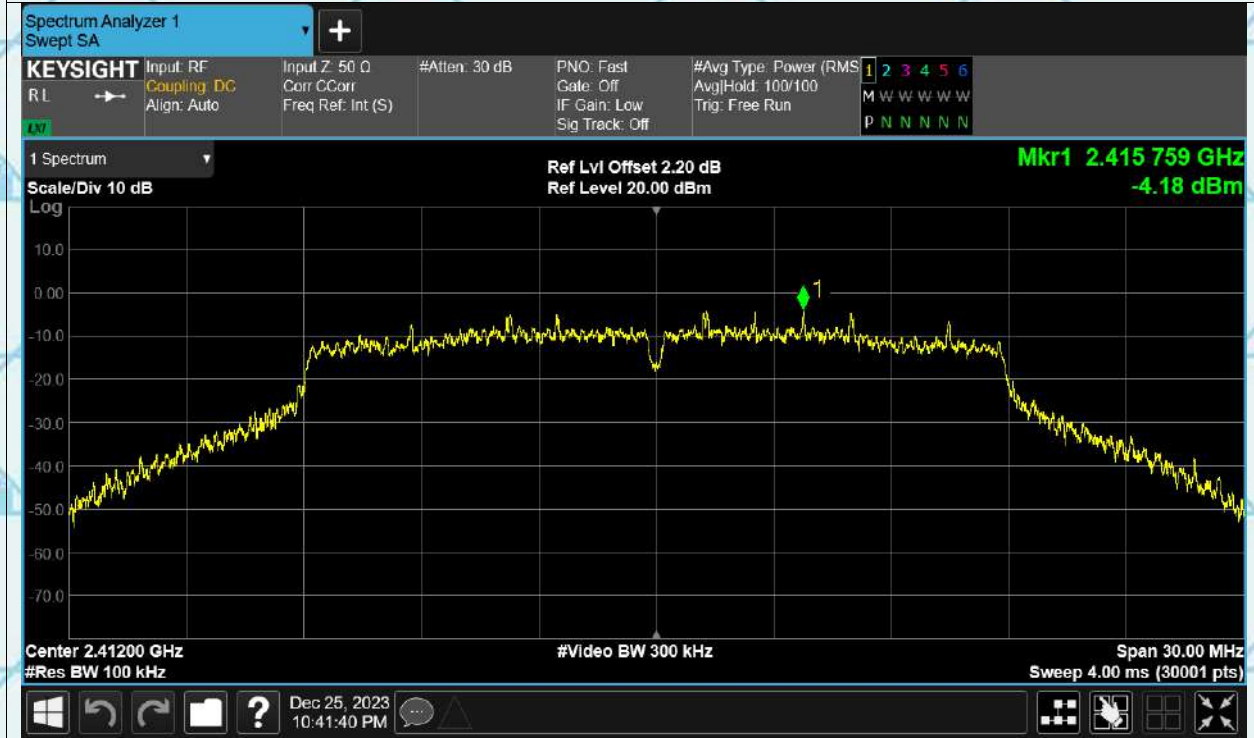 Spectrum Analyzer 1
Swept SA
+
KEYSIGHT
RL
LXI
Input: RF
Coupling: DC
Align: Auto
Input Z: 50 Ω
Corr CCorr
Freq Ref: Int (S)
#Atten: 30 dB
PNO: Fast
Gate: Off
IF Gain: Low
Sig Track: Off
#Avg Type: Power (RMS
Avg|Hold: 100/100
Trig: Free Run
1 2 3 4 5 6
M W W W W W
P N N N N N
1 Spectrum
Scale/Div 10 dB
Log
Ref Lvl Offset 2.20 dB
Ref Level 20.00 dBm
Mkr1 2.415 759 GHz
-4.18 dBm
10.0
0.00
1
-10.0
-20.0
-30.0
-40.0
-50.0
-60.0
-70.0
Center 2.41200 GHz
#Res BW 100 kHz
#Video BW 300 kHz
Span 30.00 MHz
Sweep 4.00 ms (30001 pts)
?
Dec 25, 2023
10:41:40 PM